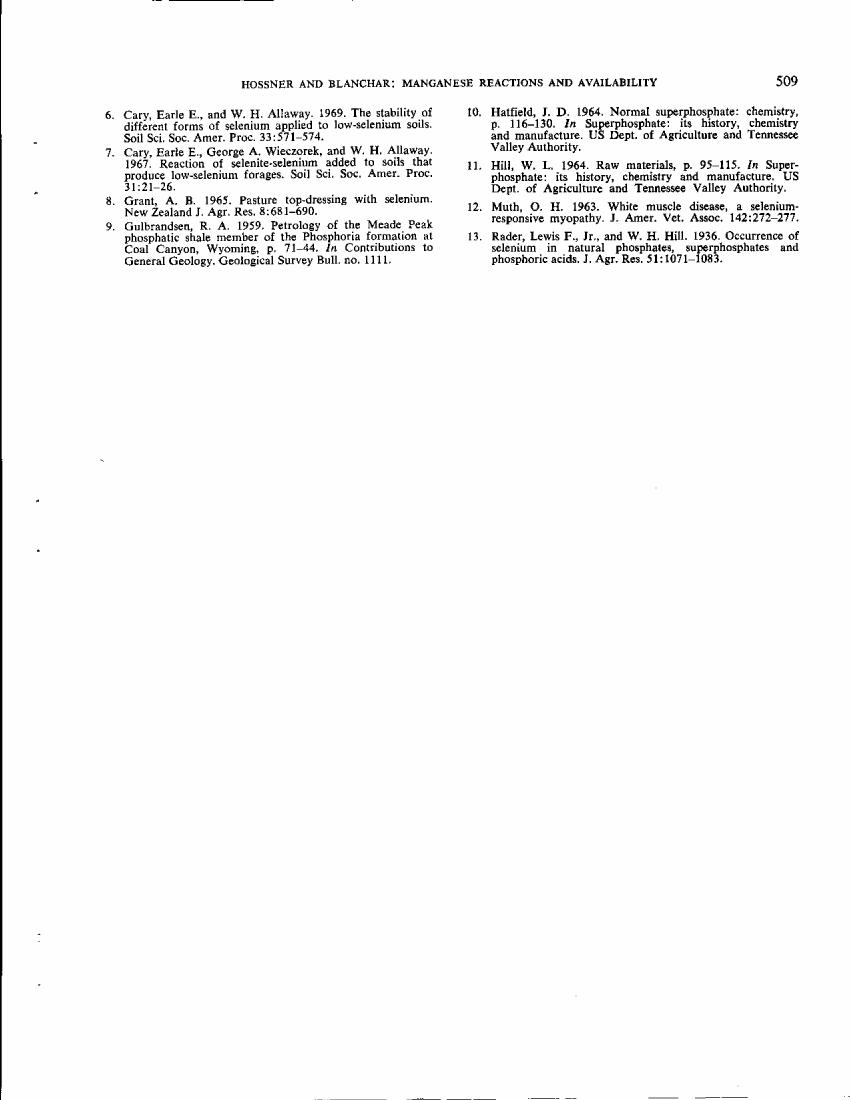 HOSSNER AND BLANCHAR: MANGANESE REACTIONS AND AVAILABILITY 509
6. Cary, Earle E., and W. H. Allaway. 1969. The stability of
different forms of selenium applied to low-selenium soils.
Soil Sci. Soc. Amer. Proc. 33:571–574.
7. Cary, Earle E., George A. Wieczorek, and W. H. Allaway.
1967. Reaction of selenite-selenium added to soils that
produce low-selenium forages. Soil Sci. Soc. Amer. Proc.
31:21–26.
8. Grant, A. B. 1965. Pasture top-dressing with selenium.
New Zealand J. Agr. Res. 8:681–690.
9. Gulbrandsen, R. A. 1959. Petrology of the Meade Peak
phosphatic shale member of the Phosphoria formation at
Coal Canyon, Wyoming, p. 71–44. In Contributions to
General Geology. Geological Survey Bull. no. 1111.
10. Hatfield, J. D. 1964. Normal superphosphate: chemistry,
p. 116–130. In Superphosphate: its history, chemistry
and manufacture. US Dept. of Agriculture and Tennessee
Valley Authority.
11. Hill, W. L. 1964. Raw materials, p. 95–115. In Super-
phosphate: its history, chemistry and manufacture. US
Dept. of Agriculture and Tennessee Valley Authority.
12. Muth, O. H. 1963. White muscle disease, a selenium-
responsive myopathy. J. Amer. Vet. Assoc. 142:272–277.
13. Rader, Lewis F., Jr., and W. H. Hill. 1936. Occurrence of
selenium in natural phosphates, superphosphates and
phosphoric acids. J. Agr. Res. 51:1071–1083.